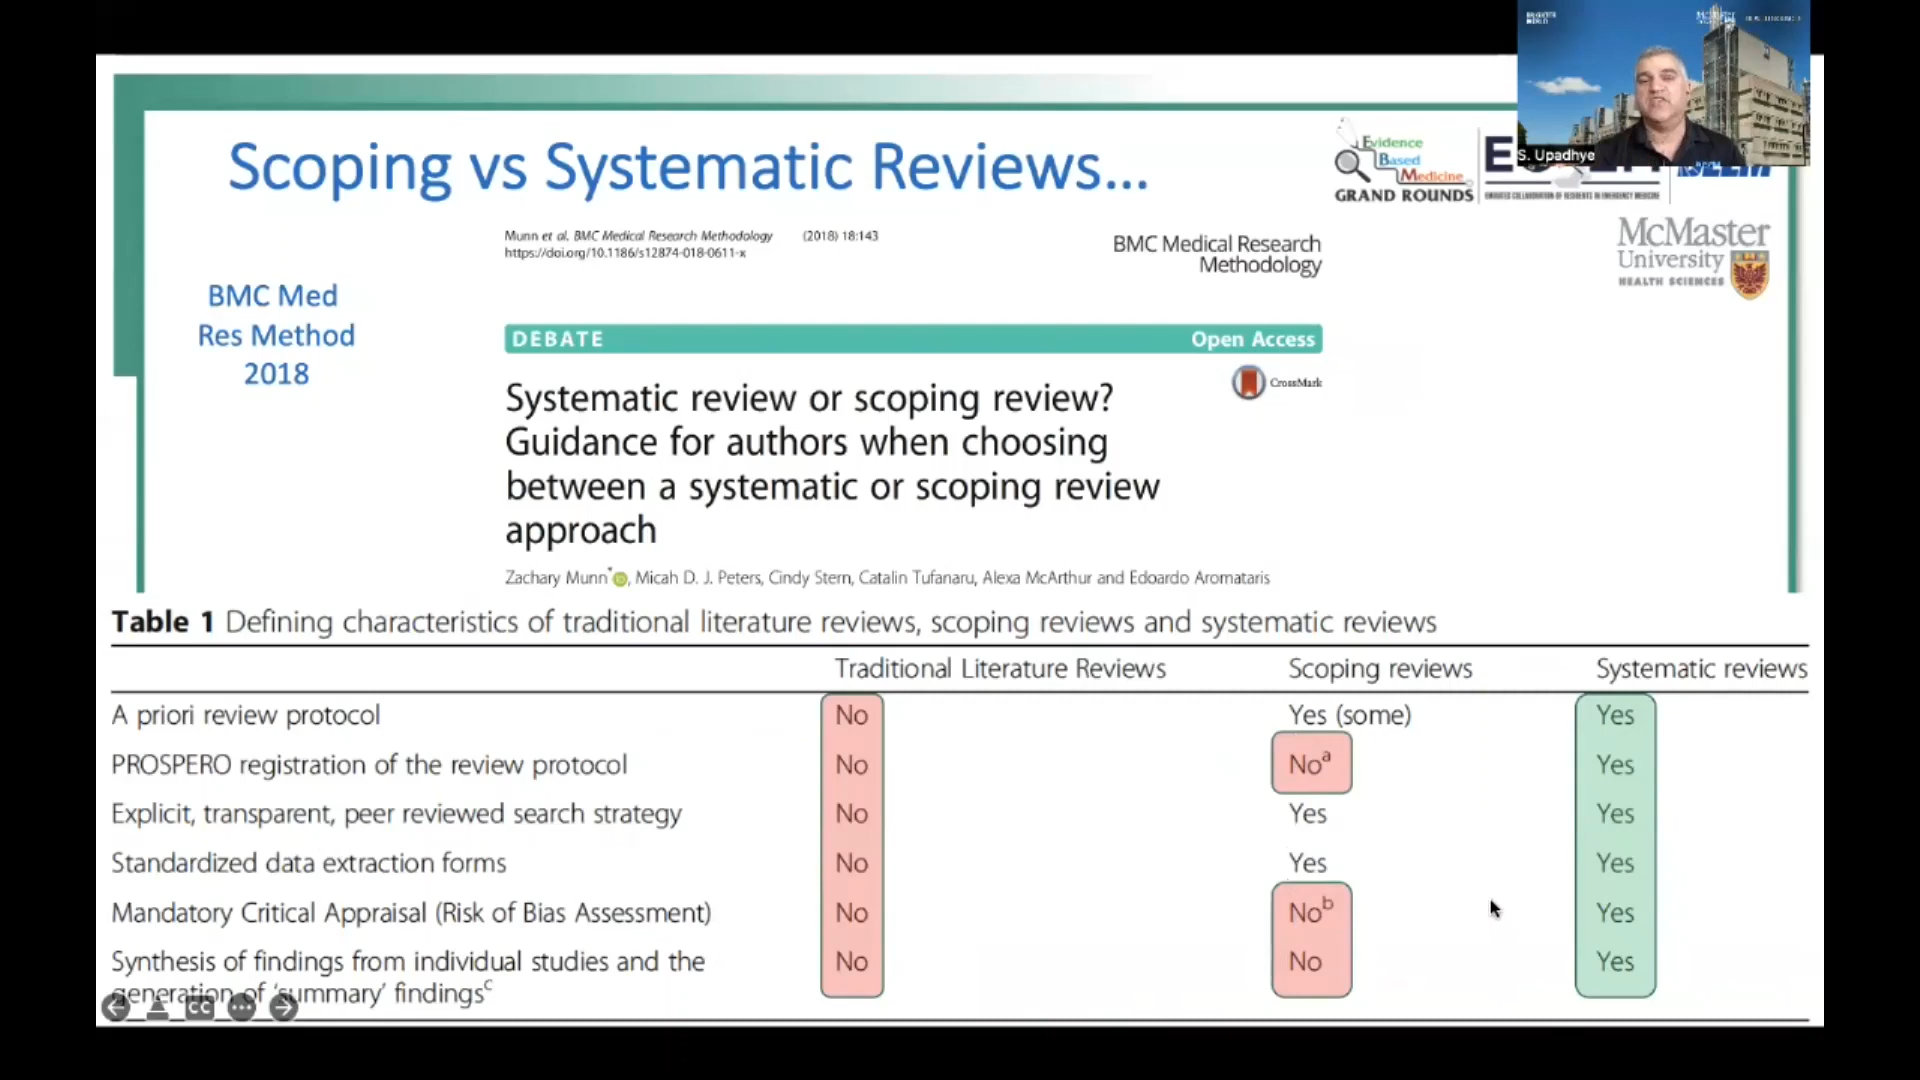 Scoping vs Systematic Reviews...
Evidence
Based
Medicine
GRAND ROUNDS
S. Upadhye
McMaster
University
HEALTH SCIENCES
BMC Med
Res Method
2018
Munn et al. BMC Medical Research Methodology (2018) 18:143
https://doi.org/10.1186/s12874-018-0611-x
BMC Medical Research
Methodology
DEBATE Open Access
CrossMark
Systematic review or scoping review?
Guidance for authors when choosing
between a systematic or scoping review
approach
Zachary Munn*, Micah D. J. Peters, Cindy Stern, Catalin Tufanaru, Alexa McArthur and Edoardo Aromataris
Table 1 Defining characteristics of traditional literature reviews, scoping reviews and systematic reviews
Traditional Literature Reviews Scoping reviews Systematic reviews
A priori review protocol No Yes (some) Yes
PROSPERO registration of the review protocol No Noᵃ Yes
Explicit, transparent, peer reviewed search strategy No Yes Yes
Standardized data extraction forms No Yes Yes
Mandatory Critical Appraisal (Risk of Bias Assessment) No Noᵇ Yes
Synthesis of findings from individual studies and the No No Yes
generation of ‘summary’ findingsᶜ
CC